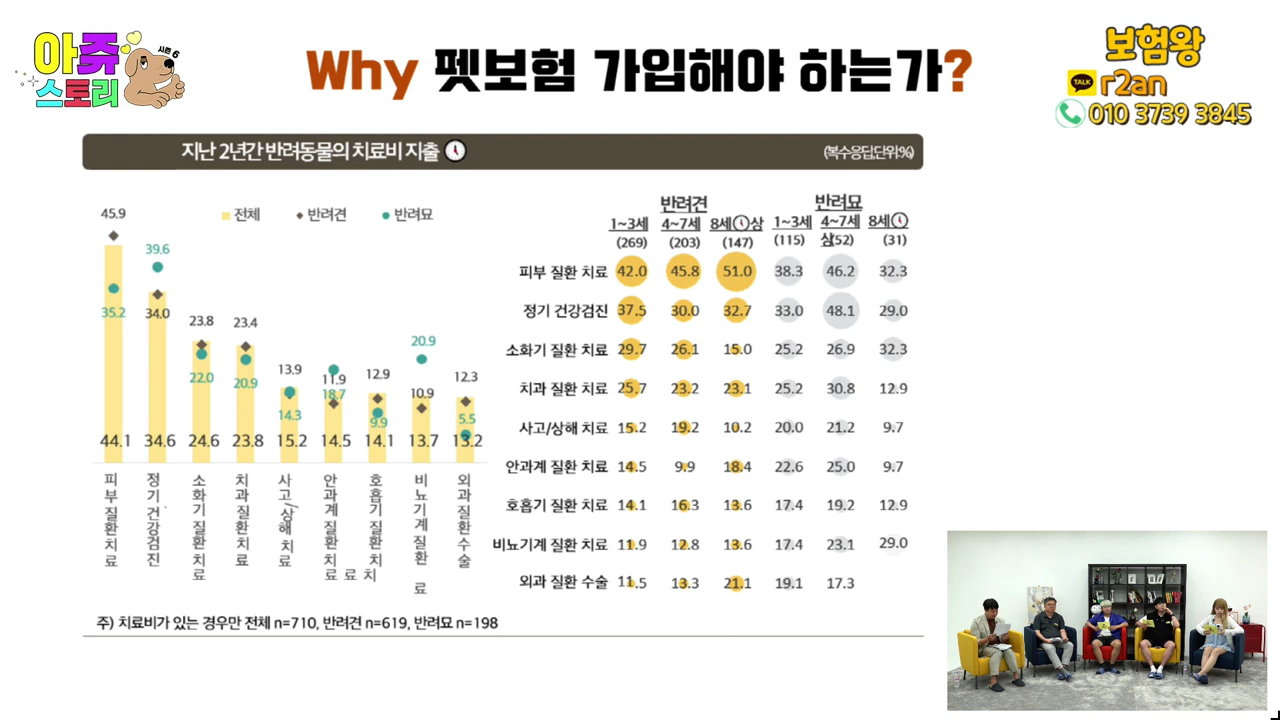 아쥬
스토리
시즌 6
Why 펫보험 가입해야 하는가?
보험왕
TALK r2an
010 3739 3845
지난 2년간 반려동물의 치료비 지출
(복수응답,단위%)
전체 반려견 반려묘
45.9
39.6
35.2
34.0
23.8
22.0
23.4
20.9
13.9
14.3
11.9
18.7
12.9
9.9
20.9
10.9
12.3
5.5
44.1 34.6 24.6 23.8 15.2 14.5 14.1 13.7 13.2
피부질환치료
정기건강검진
소화기질환치료
치과질환치료
사고/상해치료
안과계질환치료
호흡기질환치료
비뇨기계질환치료
외과질환수술
반려견 반려묘
1~3세 4~7세 8세상 1~3세 4~7세 8세
상
(269) (203) (147) (115) (52) (31)
피부 질환 치료 42.0 45.8 51.0 38.3 46.2 32.3
정기 건강검진 37.5 30.0 32.7 33.0 48.1 29.0
소화기 질환 치료 29.7 26.1 15.0 25.2 26.9 32.3
치과 질환 치료 25.7 23.2 23.1 25.2 30.8 12.9
사고/상해 치료 15.2 19.2 10.2 20.0 21.2 9.7
안과계 질환 치료 14.5 9.9 18.4 22.6 25.0 9.7
호흡기 질환 치료 14.1 16.3 13.6 17.4 19.2 12.9
비뇨기계 질환 치료 11.9 12.8 13.6 17.4 23.1 29.0
외과 질환 수술 11.5 13.3 21.1 19.1 17.3
주) 치료비가 있는 경우만 전체 n=710, 반려견 n=619, 반려묘 n=198